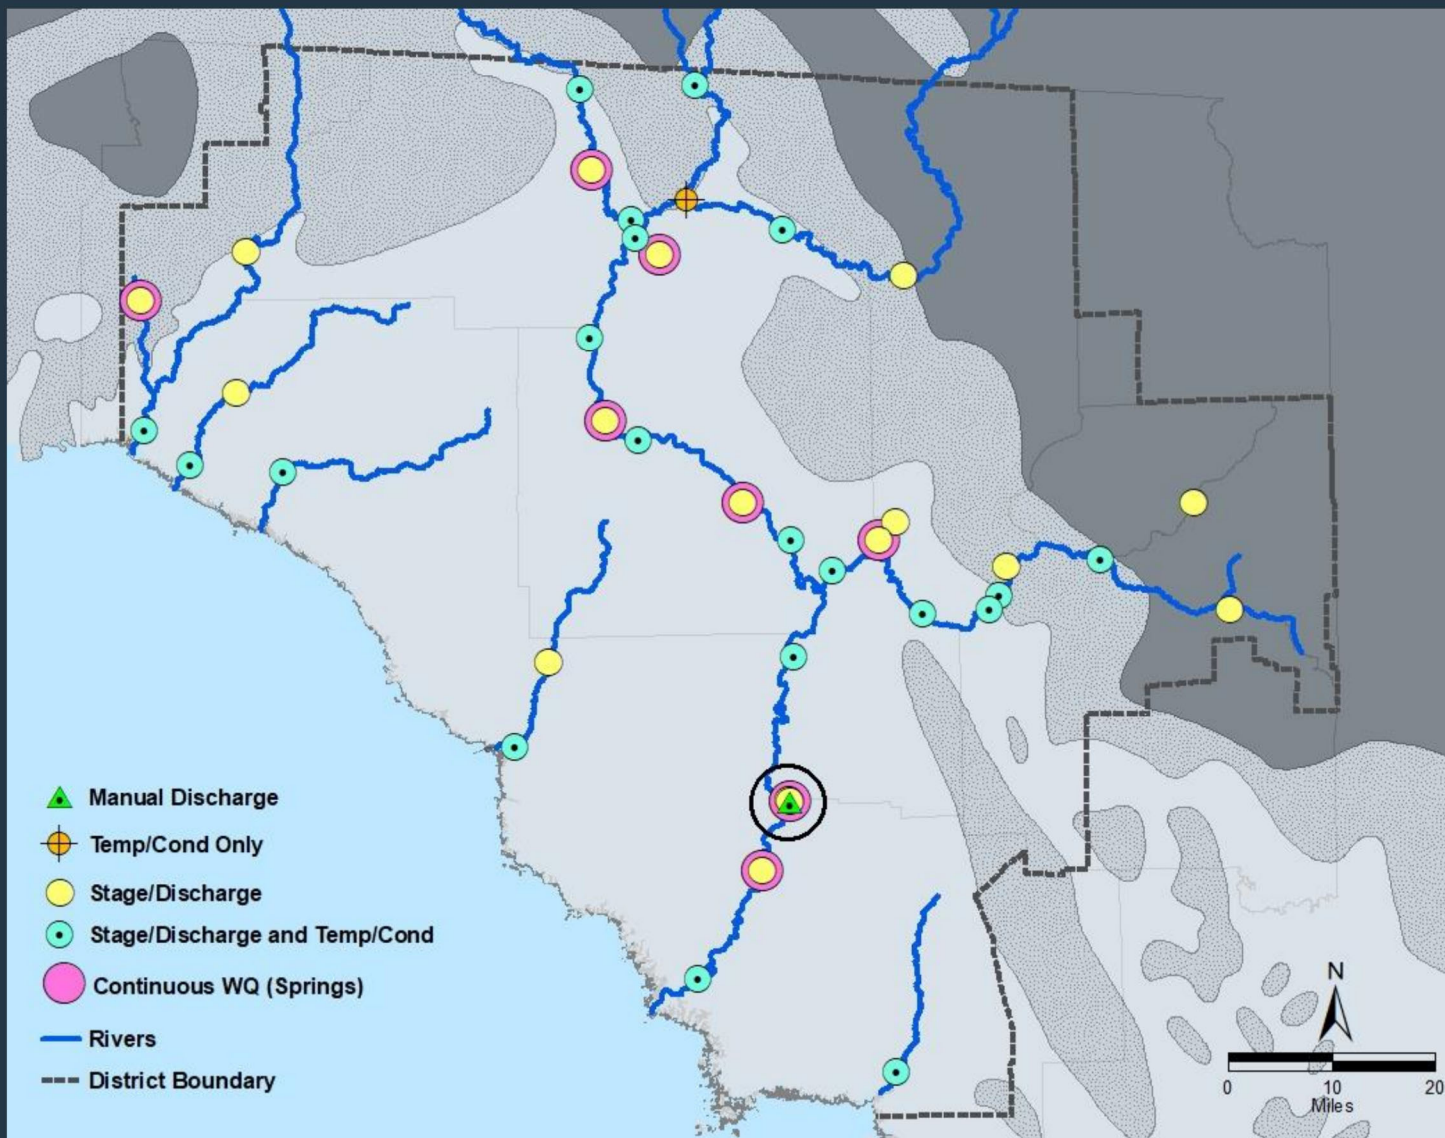 Manual Discharge
Temp/Cond Only
Stage/Discharge
Stage/Discharge and Temp/Cond
Continuous WQ (Springs)
Rivers
District Boundary
N
0 10 20
Miles